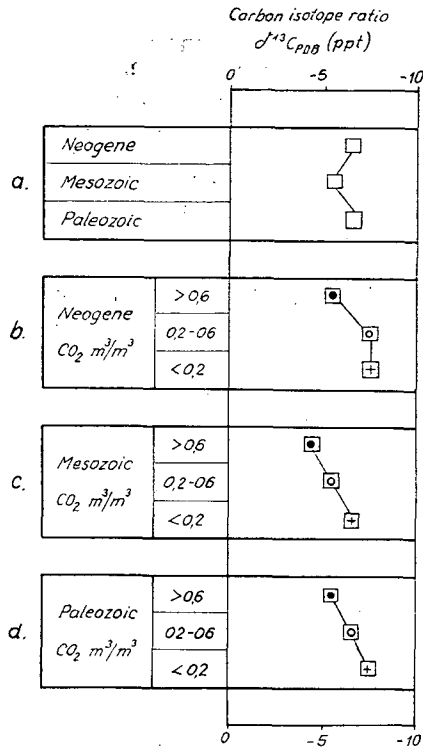 Carbon isotope ratio
δ¹³C_PDB (ppt)
0 -5 -10
a.
Neogene
Mesozoic
Paleozoic
b.
Neogene
CO₂ m³/m³
>0,6
0,2-06
<0,2
c.
Mesozoic
CO₂ m³/m³
>0,6
0,2-06
<0,2
d.
Paleozoic
CO₂ m³/m³
>0,6
02-06
<0,2
0 -5 -10